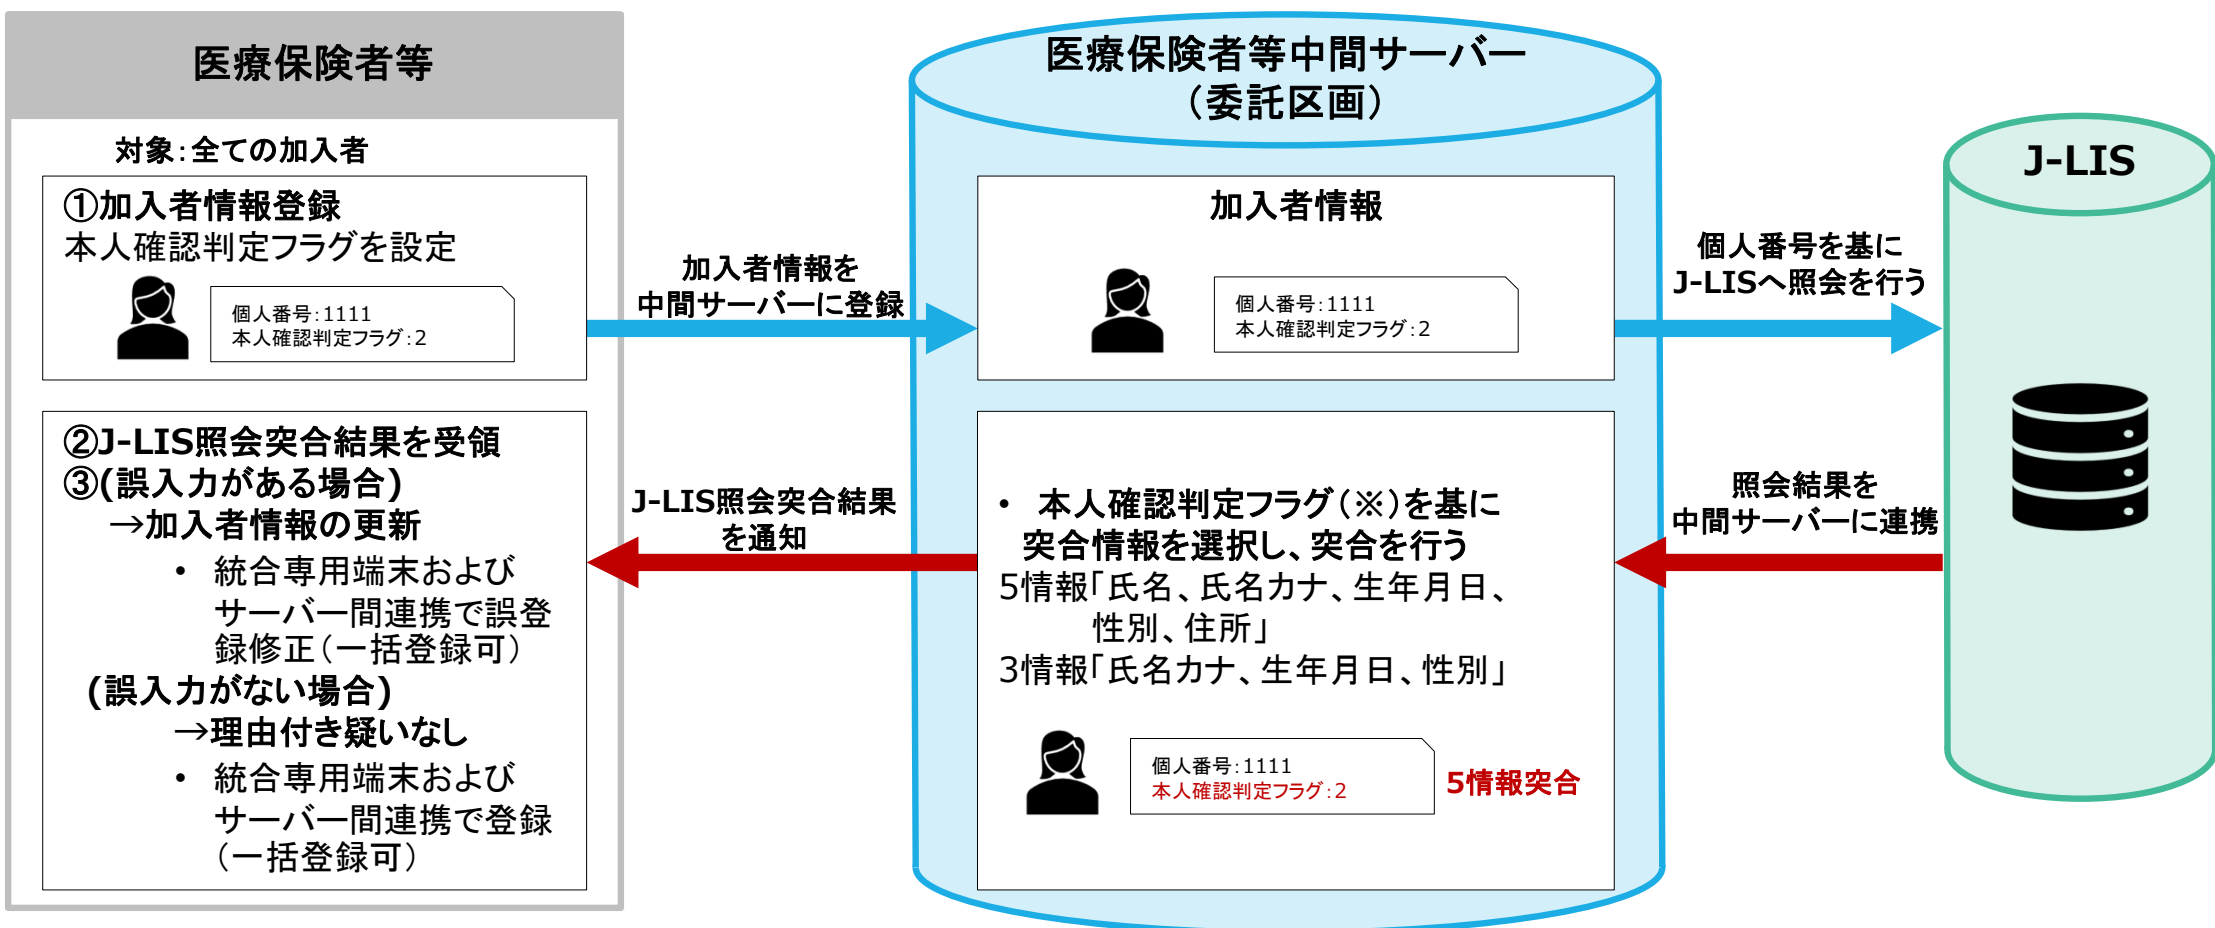 医療保険者等
対象：全ての加入者
①加入者情報登録
本人確認判定フラグを設定
個人番号：1111
本人確認判定フラグ：2
加入者情報を
中間サーバーに登録
医療保険者等中間サーバー
（委託区画）
加入者情報
個人番号：1111
本人確認判定フラグ：2
個人番号を基に
J-LISへ照会を行う
J-LIS
②J-LIS照会突合結果を受領
③(誤入力がある場合)
→加入者情報の更新
• 統合専用端末および
サーバー間連携で誤登
録修正（一括登録可）
(誤入力がない場合)
→理由付き疑いなし
• 統合専用端末および
サーバー間連携で登録
（一括登録可）
J-LIS照会突合結果
を通知
• 本人確認判定フラグ（※）を基に
突合情報を選択し、突合を行う
5情報「氏名、氏名カナ、生年月日、
性別、住所」
3情報「氏名カナ、生年月日、性別」
個人番号：1111
本人確認判定フラグ：2
5情報突合
照会結果を
中間サーバーに連携